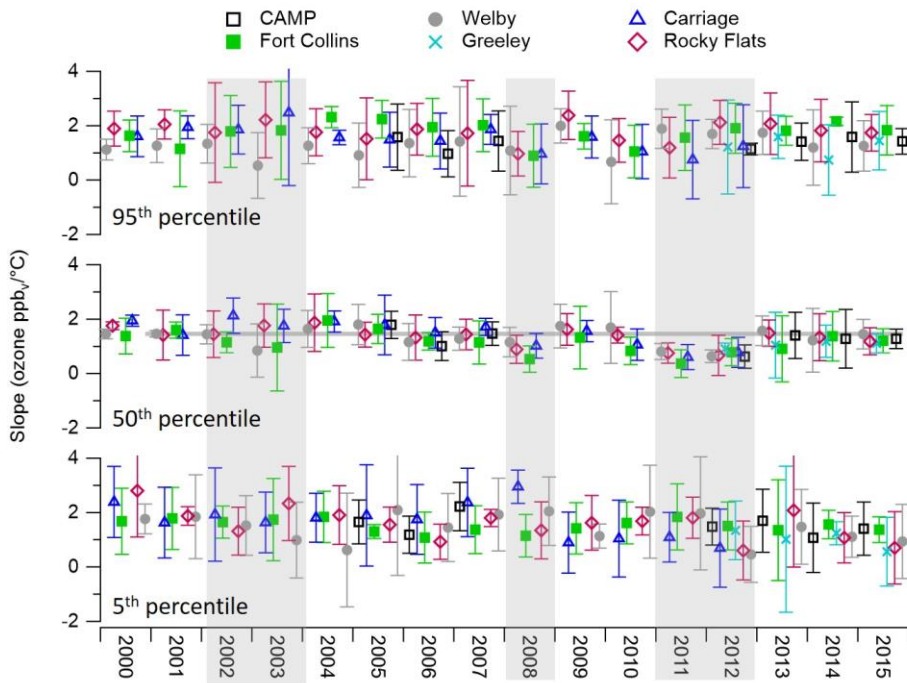 CAMP Welby Carriage
Fort Collins Greeley Rocky Flats
Slope (ozone ppbv/°C)
4
2
0
-2
95th percentile
4
2
0
-2
50th percentile
4
2
0
-2
5th percentile
2000 2001 2002 2003 2004 2005 2006 2007 2008 2009 2010 2011 2012 2013 2014 2015